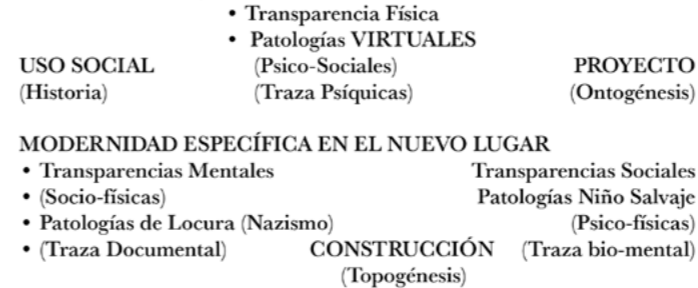 • Transparencia Física
• Patologías VIRTUALES
USO SOCIAL (Psico-Sociales) PROYECTO
(Historia) (Traza Psíquicas) (Ontogénesis)
MODERNIDAD ESPECÍFICA EN EL NUEVO LUGAR
• Transparencias Mentales Transparencias Sociales
• (Socio-físicas) Patologías Niño Salvaje
• Patologías de Locura (Nazismo) (Psico-físicas)
• (Traza Documental) CONSTRUCCIÓN (Traza bio-mental)
(Topogénesis)